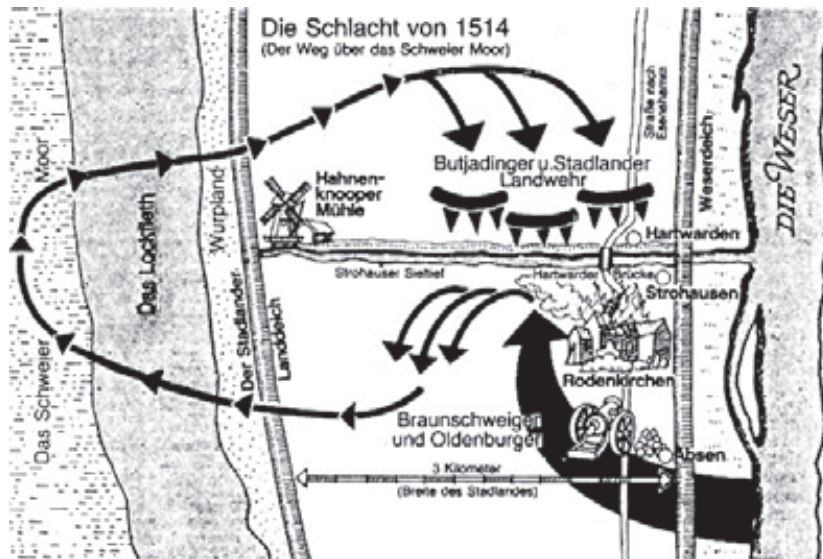 Die Schlacht von 1514
(Der Weg über das Schweier Moor)
Straße nach
Esenshamm
Weserdeich
DIE WESER
Butjadinger u. Stadlander
Landwehr
Hahnen-
knooper
Mühle
Moor
Das Lockfleth
Wurpland
Hartwarden
Strohauser Sieltief
Hartwarder Brücke
Strohausen
Der Stadlander
Landdeich
Das Schweier
Rodenkirchen
Braunschweiger
und Oldenburger
Absen
3 Kilometer
(Breite des Stadlandes)